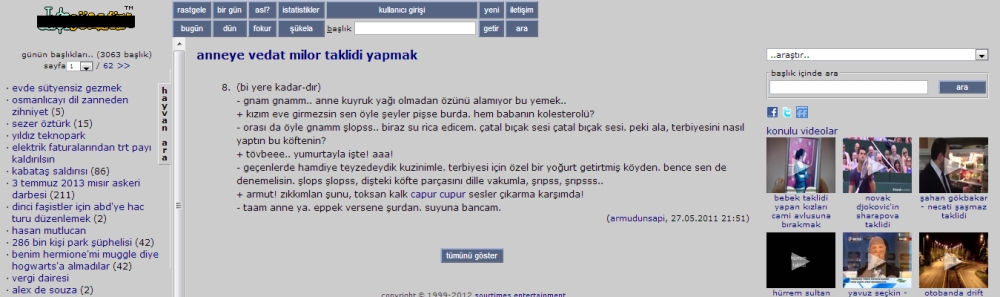 TM
rastgele bir gün asl? istatistikler kullanıcı girişi yeni iletişim
bugün dün fokur şükela başlık getir ara
günün başlıkları.. (3063 başlık)
sayfa 1 / 62 >>
· evde sütyensiz gezmek
· osmanlıcayı dil zanneden
zihniyet (5)
· sezer öztürk (15)
· yıldız teknopark
· elektrik faturalarından trt payı
kaldırılsın
· kabataş saldırısı (86)
· 3 temmuz 2013 mısır askeri
darbesi (211)
· dinci faşistler için abd'ye hac
turu düzenlemek (2)
· hasan mutlucan
· 286 bin kişi park şüphelisi (42)
· benim hermione'mi muggle diye
hogwarts'a almadılar (42)
· vergi dairesi
· alex de souza (2)
hayvan ara
anneye vedat milor taklidi yapmak
8. (bi yere kadar-dır)
- gnam gnamm.. anne kuyruk yağı olmadan özünü alamıyor bu yemek..
+ kızım eve girmezsin sen öyle şeyler pişse burda. hem babanın kolesterolü?
- orası da öyle gnamm şlopss.. biraz su rica edicem. çatal bıçak sesi çatal bıçak sesi. peki ala, terbiyesini nasıl
yaptın bu köftenin?
+ tövbeee.. yumurtayla işte! aaa!
- geçenlerde hamdiye teyzedeydik kuzinimle. terbiyesi için özel bir yoğurt getirtmiş köyden. bence sen de
denemelisin. şlops şlopss, dişteki köfte parçasını dille vakumla, şnpss, şnpsss..
+ armut! zıkkımlan şunu, toksan kalk capur cupur sesler çıkarma karşımda!
- taam anne ya. eppek versene şurdan. suyuna bancam.
(armudunsapi, 27.05.2011 21:51)
tümünü göster
copyright © 1999-2012 sourtimes entertainment
..araştır..
başlık içinde ara
ara
konulu videolar
bebek taklidi
yapan kızları
cami avlusuna
bırakmak
novak
djokovic'in
sharapova
taklidi
şahan gökbakar
- necati şaşmaz
taklidi
hürrem sultan
yavuz seçkin -
otobanda drift